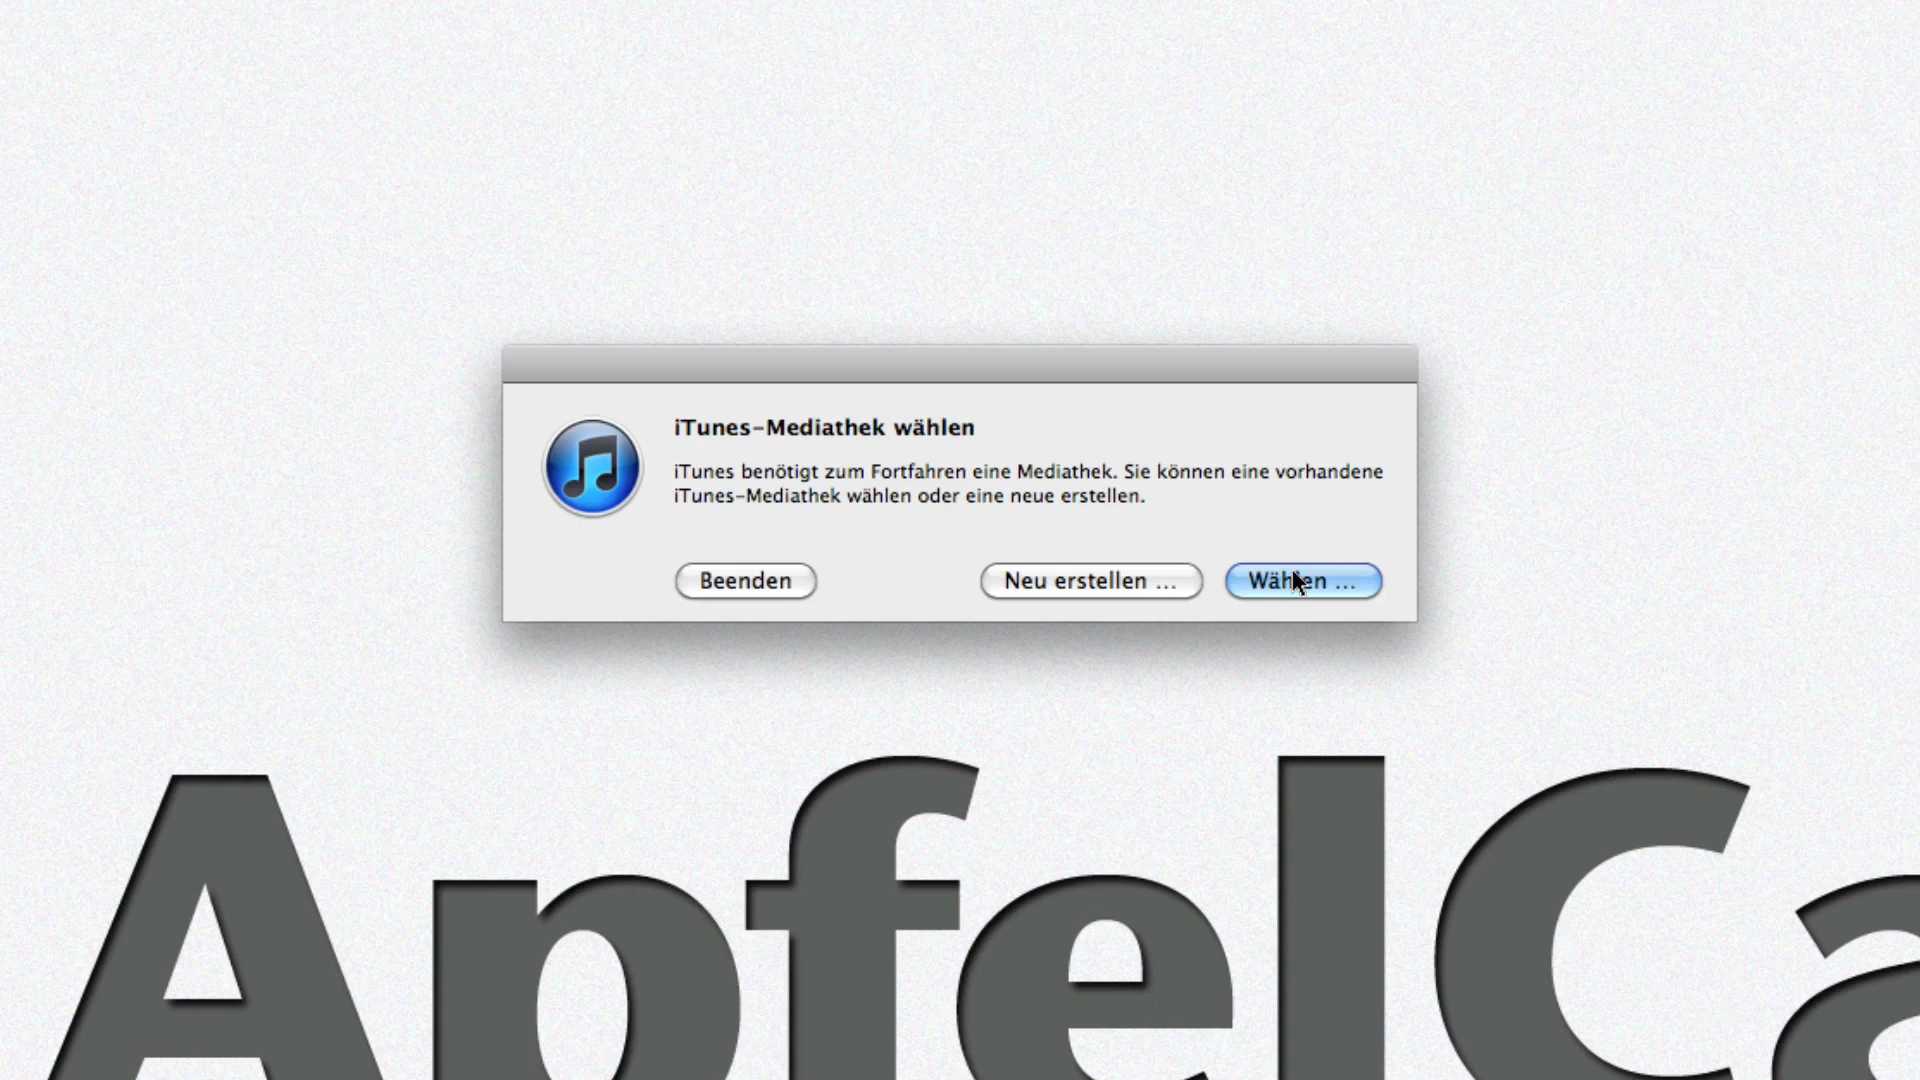 iTunes-Mediathek wählen
iTunes benötigt zum Fortfahren eine Mediathek. Sie können eine vorhandene
iTunes-Mediathek wählen oder eine neue erstellen.
Beenden
Neu erstellen ...
Wählen ...
ApfelCa